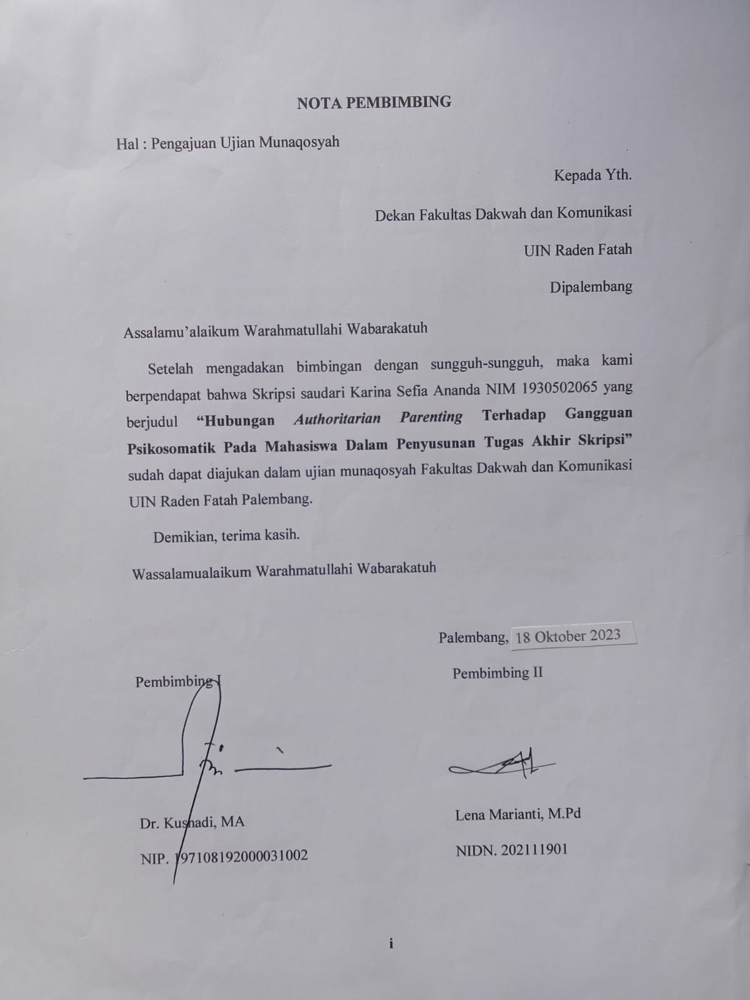 NOTA PEMBIMBING
Hal : Pengajuan Ujian Munaqosyah
Kepada Yth.
Dekan Fakultas Dakwah dan Komunikasi
UIN Raden Fatah
Dipalembang
Assalamu’alaikum Warahmatullahi Wabarakatuh
Setelah mengadakan bimbingan dengan sungguh-sungguh, maka kami
berpendapat bahwa Skripsi saudari Karina Sefia Ananda NIM 1930502065 yang
berjudul “Hubungan Authoritarian Parenting Terhadap Gangguan
Psikosomatik Pada Mahasiswa Dalam Penyusunan Tugas Akhir Skripsi”
sudah dapat diajukan dalam ujian munaqosyah Fakultas Dakwah dan Komunikasi
UIN Raden Fatah Palembang.
Demikian, terima kasih.
Wassalamualaikum Warahmatullahi Wabarakatuh
Palembang, 18 Oktober 2023
Pembimbing I
Pembimbing II
Dr. Kushadi, MA
Lena Marianti, M.Pd
NIP. 197108192000031002
NIDN. 202111901
i